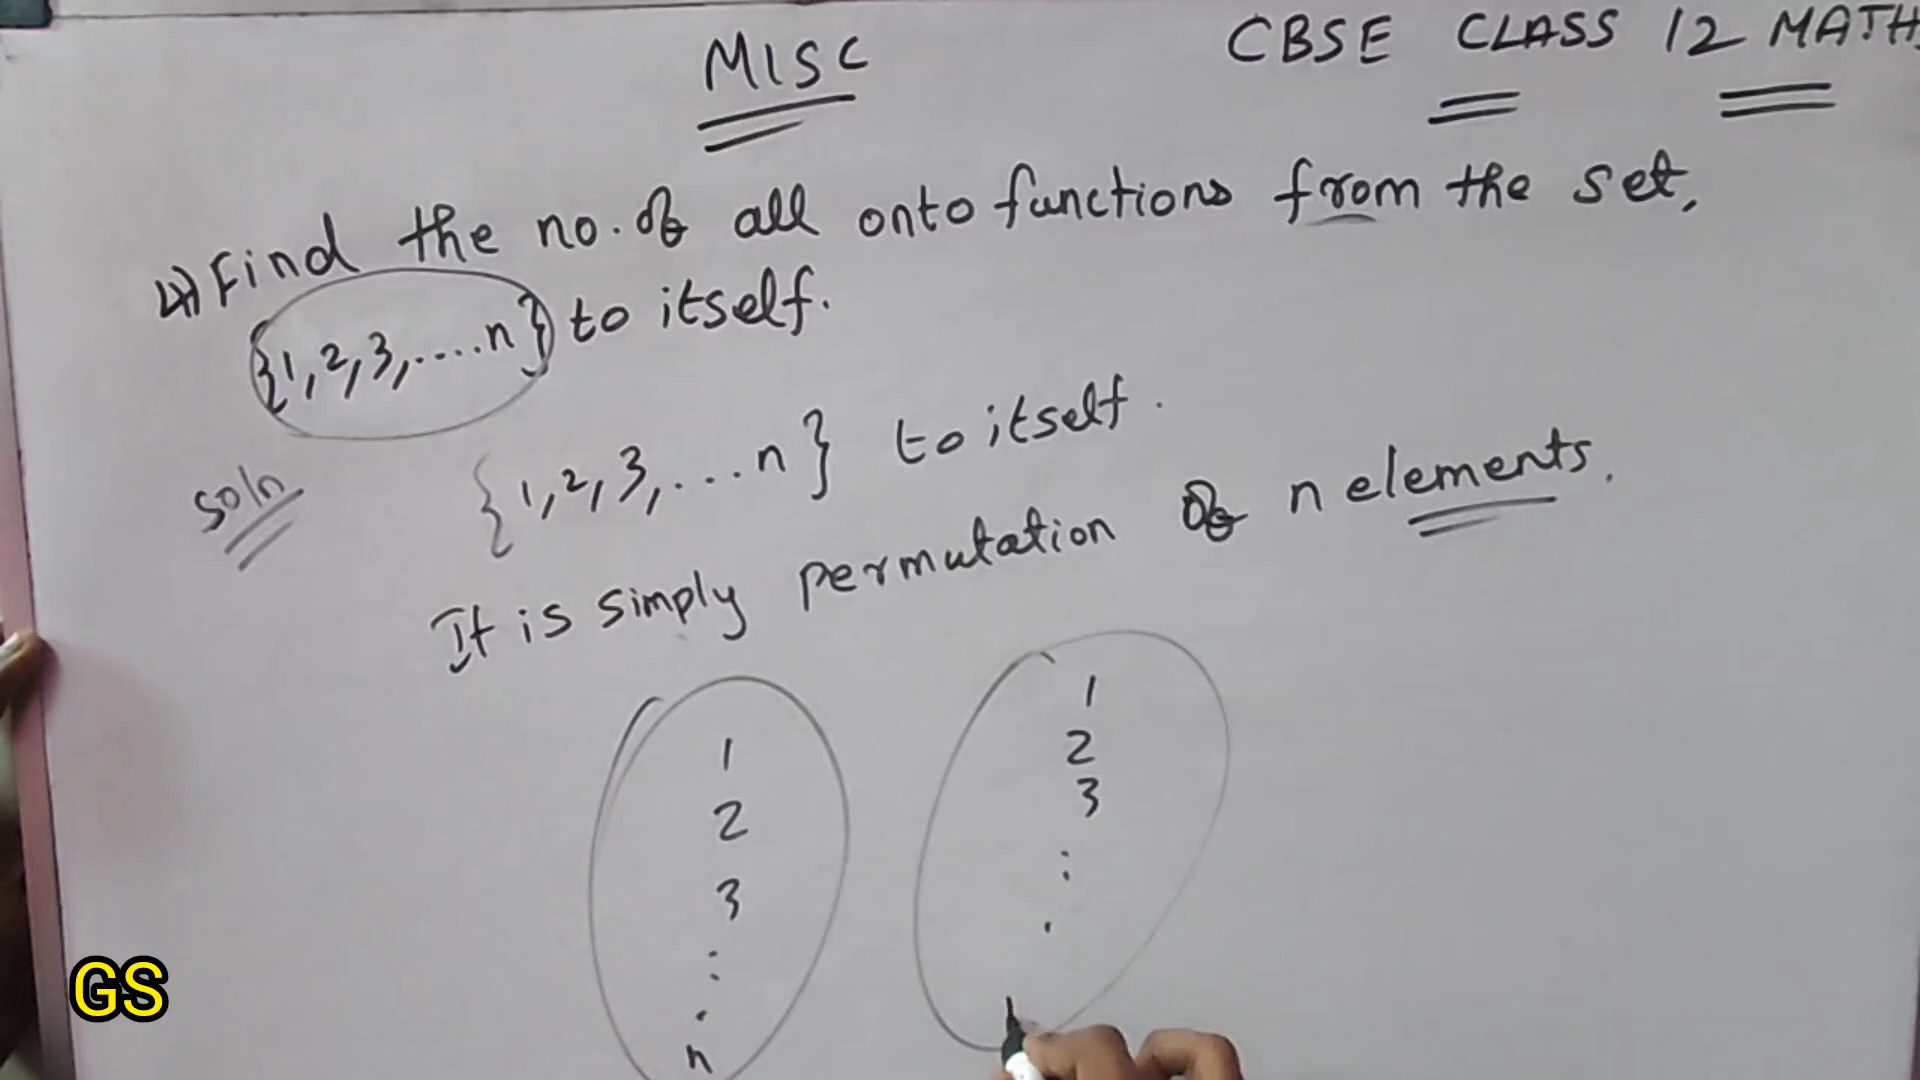 MISC
CBSE CLASS 12 MATH
4) Find the no. of all onto functions from the set,
{1,2,3,....n} to itself.
soln
{1,2,3,...n} to itself.
It is simply permutation of n elements.
1
2
3
:
.
n
1
2
3
:
.
GS